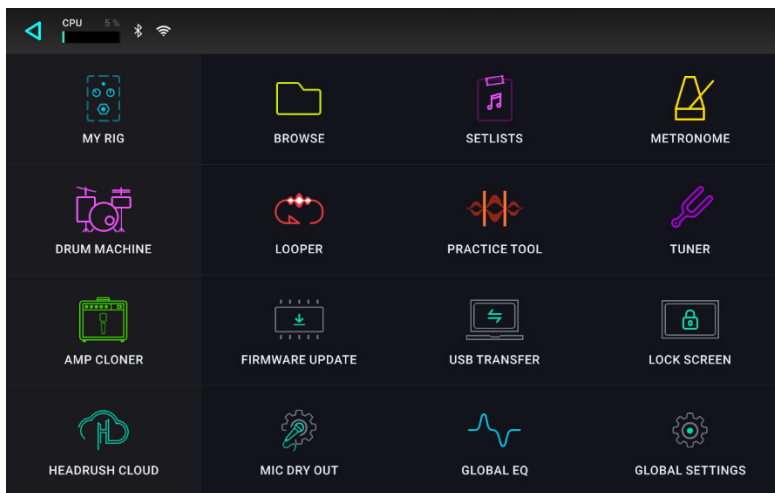 CPU 5 %
MY RIG
BROWSE
SETLISTS
METRONOME
DRUM MACHINE
LOOPER
PRACTICE TOOL
TUNER
AMP CLONER
FIRMWARE UPDATE
USB TRANSFER
LOCK SCREEN
HEADRUSH CLOUD
MIC DRY OUT
GLOBAL EQ
GLOBAL SETTINGS